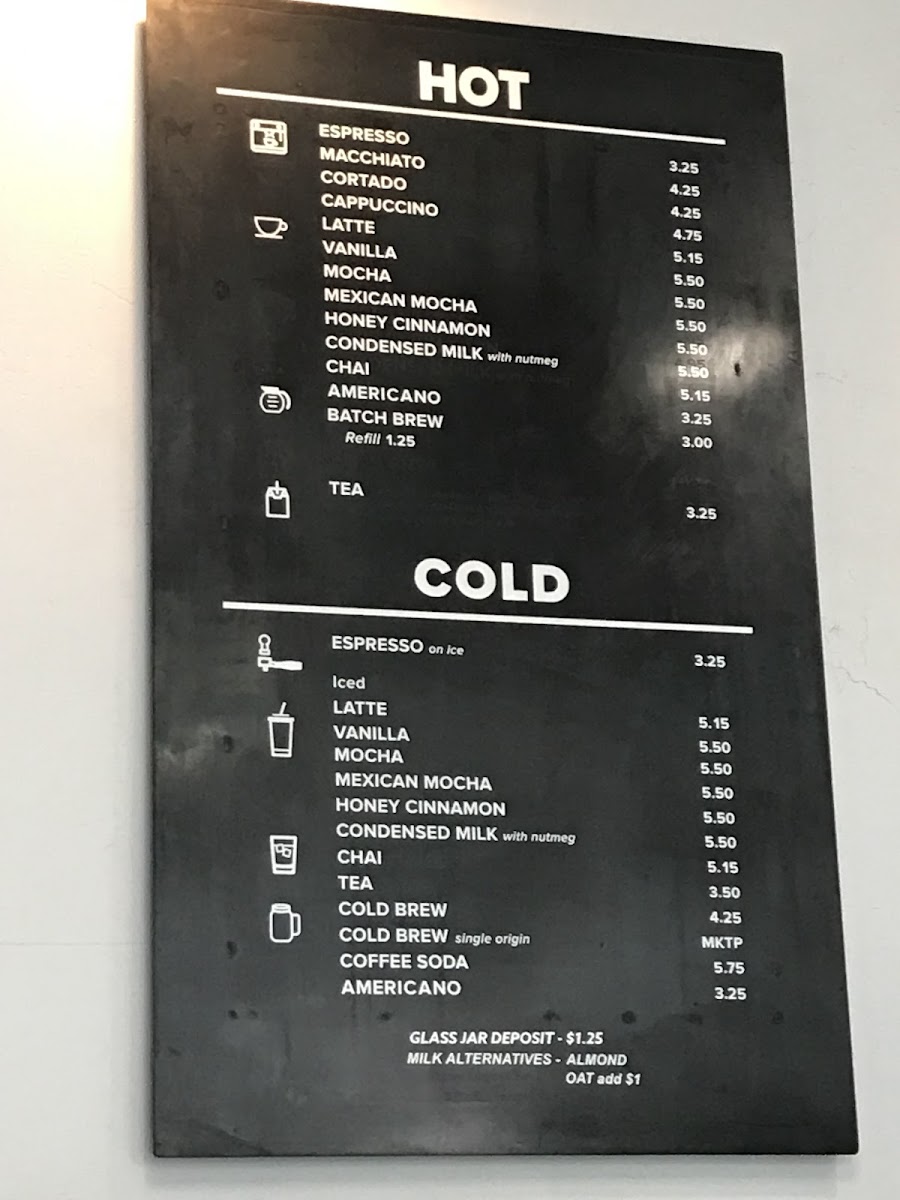 HOT
ESPRESSO 3.25
MACCHIATO 4.25
CORTADO 4.25
CAPPUCCINO 4.75
LATTE 5.15
VANILLA 5.50
MOCHA 5.50
MEXICAN MOCHA 5.50
HONEY CINNAMON 5.50
CONDENSED MILK with nutmeg 5.50
CHAI 5.15
AMERICANO 3.25
BATCH BREW 3.00
Refill 1.25
TEA 3.25
COLD
ESPRESSO on ice 3.25
Iced
LATTE 5.15
VANILLA 5.50
MOCHA 5.50
MEXICAN MOCHA 5.50
HONEY CINNAMON 5.50
CONDENSED MILK with nutmeg 5.50
CHAI 5.15
TEA 3.50
COLD BREW 4.25
COLD BREW single origin MKTP
COFFEE SODA 5.75
AMERICANO 3.25
GLASS JAR DEPOSIT - $1.25
MILK ALTERNATIVES - ALMOND
OAT add $1